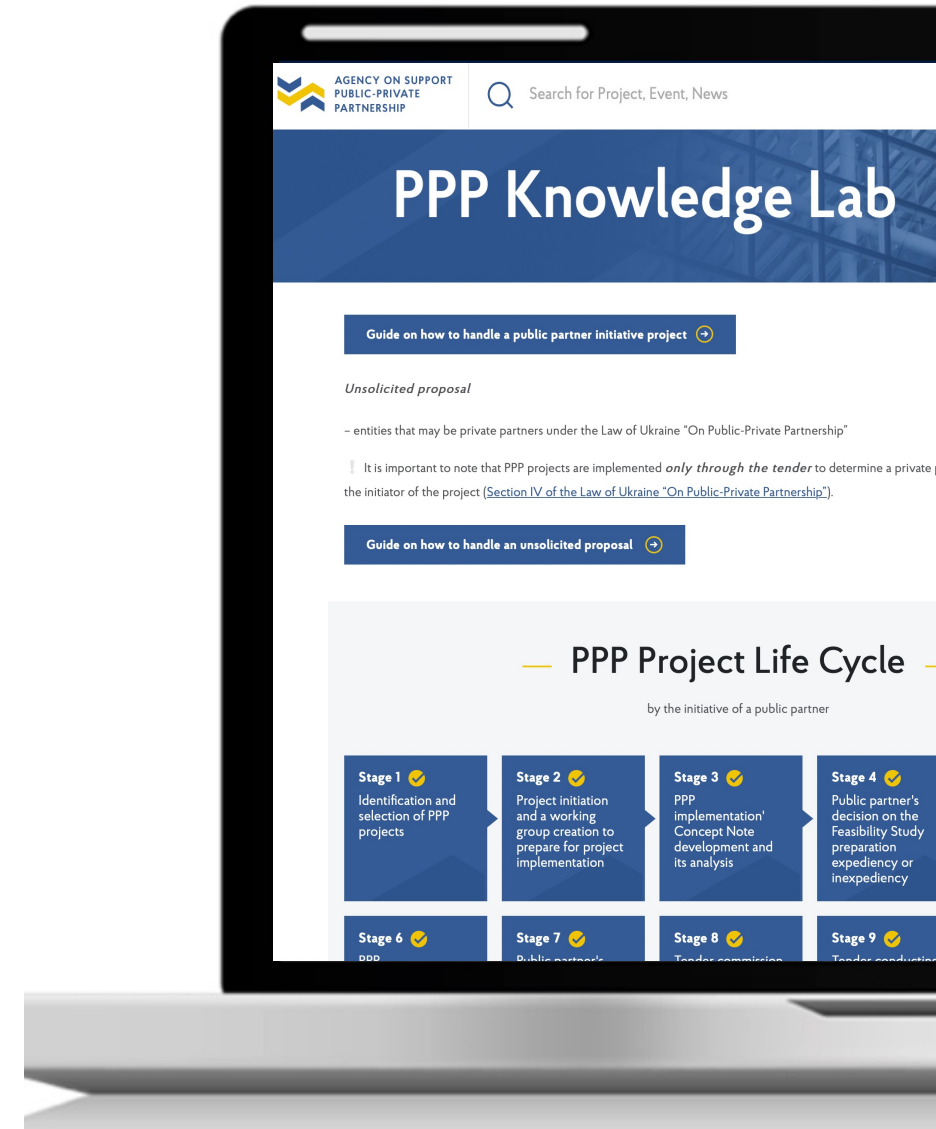 AGENCY ON SUPPORT
PUBLIC-PRIVATE
PARTNERSHIP
Search for Project, Event, News
PPP Knowledge Lab
Guide on how to handle a public partner initiative project
Unsolicited proposal
– entities that may be private partners under the Law of Ukraine "On Public-Private Partnership"
It is important to note that PPP projects are implemented only through the tender to determine a private
the initiator of the project (Section IV of the Law of Ukraine "On Public-Private Partnership").
Guide on how to handle an unsolicited proposal
PPP Project Life Cycle
by the initiative of a public partner
Stage 1
Identification and
selection of PPP
projects
Stage 2
Project initiation
and a working
group creation to
prepare for project
implementation
Stage 3
PPP
implementation'
Concept Note
development and
its analysis
Stage 4
Public partner's
decision on the
Feasibility Study
preparation
expediency or
inexpediency
Stage 6
PPP
Stage 7
Public partner's
Stage 8
Tender commission
Stage 9
Tender conducting